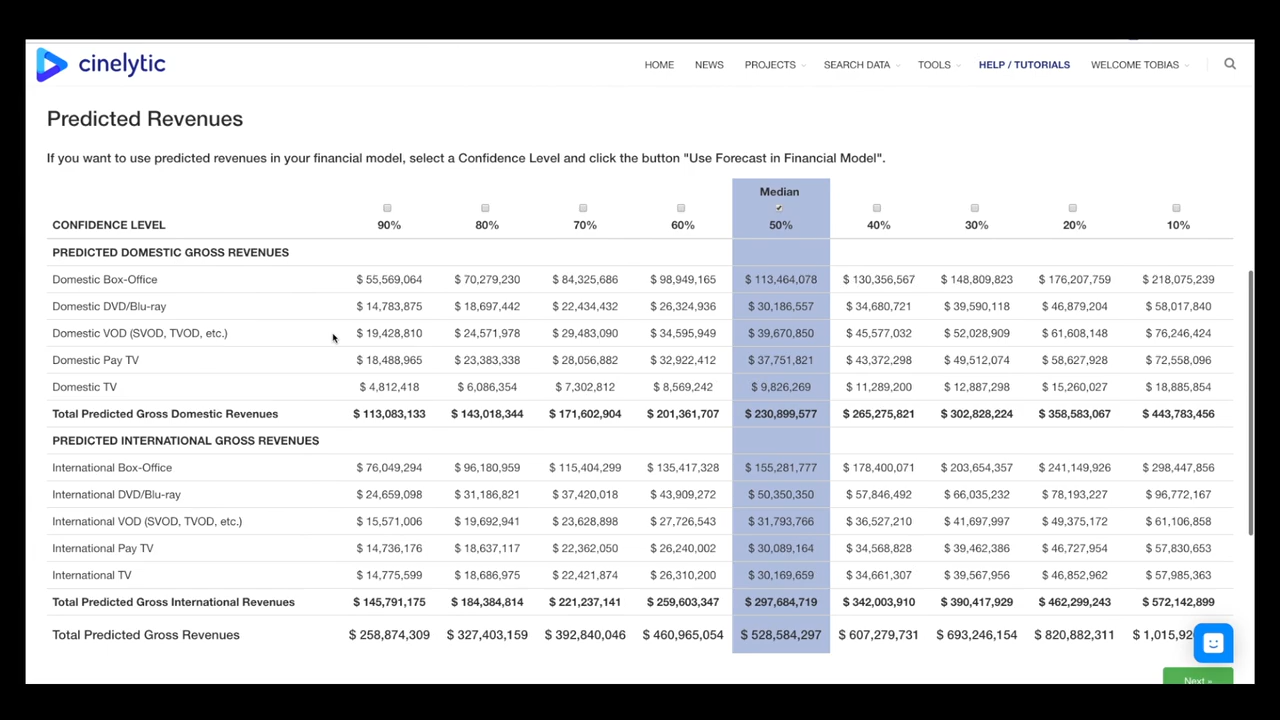 cinelytic
HOME NEWS PROJECTS SEARCH DATA TOOLS HELP / TUTORIALS WELCOME TOBIAS
Predicted Revenues
If you want to use predicted revenues in your financial model, select a Confidence Level and click the button "Use Forecast in Financial Model".
Median
CONFIDENCE LEVEL 90% 80% 70% 60% 50% 40% 30% 20% 10%
PREDICTED DOMESTIC GROSS REVENUES
Domestic Box-Office $ 55,569,064 $ 70,279,230 $ 84,325,686 $ 98,949,165 $ 113,464,078 $ 130,356,567 $ 148,809,823 $ 176,207,759 $ 218,075,239
Domestic DVD/Blu-ray $ 14,783,875 $ 18,697,442 $ 22,434,432 $ 26,324,936 $ 30,186,557 $ 34,680,721 $ 39,590,118 $ 46,879,204 $ 58,017,840
Domestic VOD (SVOD, TVOD, etc.) $ 19,428,810 $ 24,571,978 $ 29,483,090 $ 34,595,949 $ 39,670,850 $ 45,577,032 $ 52,028,909 $ 61,608,148 $ 76,246,424
Domestic Pay TV $ 18,488,965 $ 23,383,338 $ 28,056,882 $ 32,922,412 $ 37,751,821 $ 43,372,298 $ 49,512,074 $ 58,627,928 $ 72,558,096
Domestic TV $ 4,812,418 $ 6,086,354 $ 7,302,812 $ 8,569,242 $ 9,826,269 $ 11,289,200 $ 12,887,298 $ 15,260,027 $ 18,885,854
Total Predicted Gross Domestic Revenues $ 113,083,133 $ 143,018,344 $ 171,602,904 $ 201,361,707 $ 230,899,577 $ 265,275,821 $ 302,828,224 $ 358,583,067 $ 443,783,456
PREDICTED INTERNATIONAL GROSS REVENUES
International Box-Office $ 76,049,294 $ 96,180,959 $ 115,404,299 $ 135,417,328 $ 155,281,777 $ 178,400,071 $ 203,654,357 $ 241,149,926 $ 298,447,856
International DVD/Blu-ray $ 24,659,098 $ 31,186,821 $ 37,420,018 $ 43,909,272 $ 50,350,350 $ 57,846,492 $ 66,035,232 $ 78,193,227 $ 96,772,167
International VOD (SVOD, TVOD, etc.) $ 15,571,006 $ 19,692,941 $ 23,628,898 $ 27,726,543 $ 31,793,766 $ 36,527,210 $ 41,697,997 $ 49,375,172 $ 61,106,858
International Pay TV $ 14,736,176 $ 18,637,117 $ 22,362,050 $ 26,240,002 $ 30,089,164 $ 34,568,828 $ 39,462,386 $ 46,727,954 $ 57,830,653
International TV $ 14,775,599 $ 18,686,975 $ 22,421,874 $ 26,310,200 $ 30,169,659 $ 34,661,307 $ 39,567,956 $ 46,852,962 $ 57,985,363
Total Predicted Gross International Revenues $ 145,791,175 $ 184,384,814 $ 221,237,141 $ 259,603,347 $ 297,684,719 $ 342,003,910 $ 390,417,929 $ 462,299,243 $ 572,142,899
Total Predicted Gross Revenues $ 258,874,309 $ 327,403,159 $ 392,840,046 $ 460,965,054 $ 528,584,297 $ 607,279,731 $ 693,246,154 $ 820,882,311
Next »